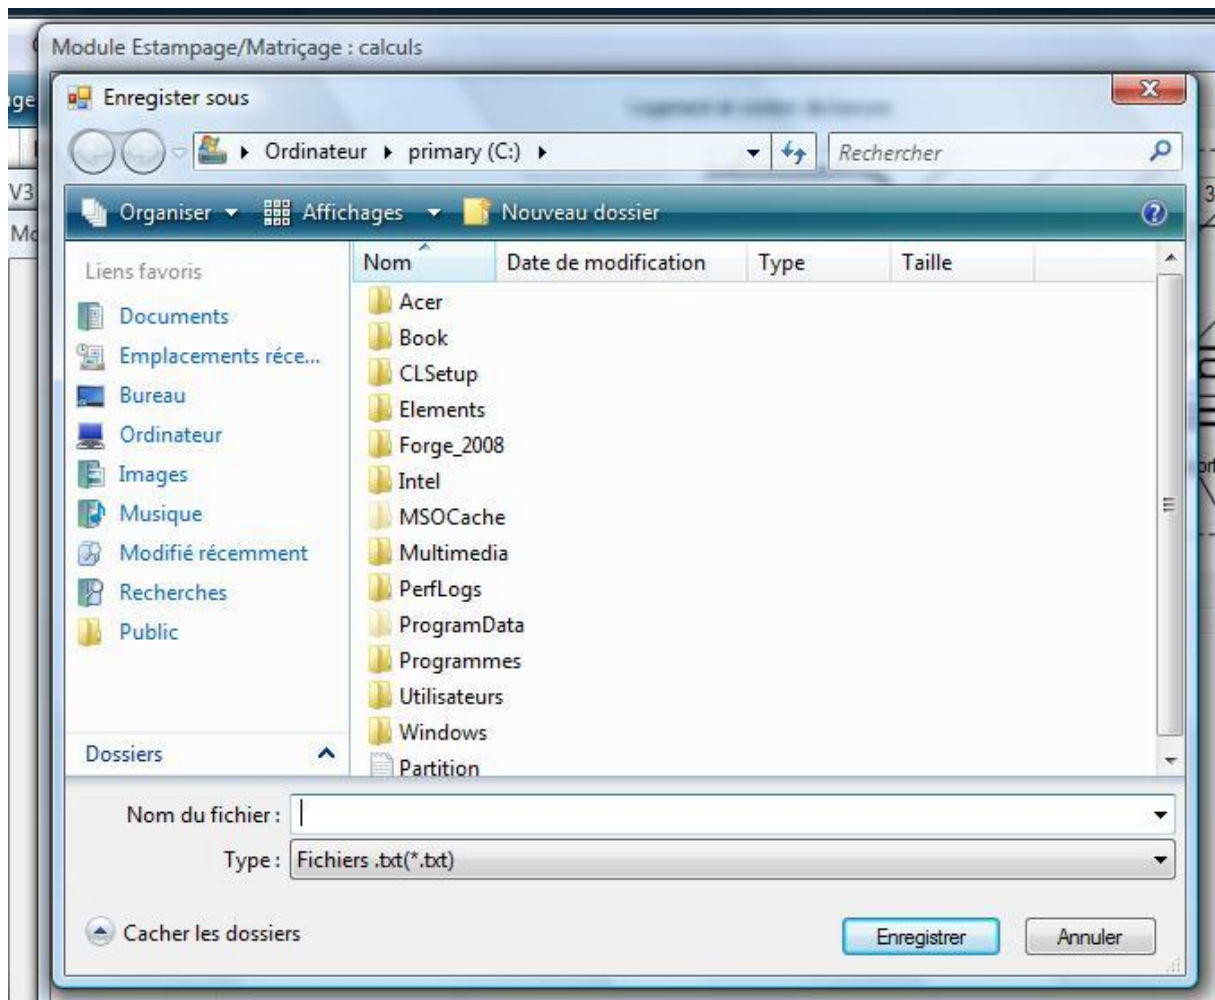 Module Estampage/Matriçage : calculs
Enregister sous
Ordinateur primary (C:)
Rechercher
Organiser Affichages Nouveau dossier
Liens favoris
Documents
Emplacements réce...
Bureau
Ordinateur
Images
Musique
Modifié récemment
Recherches
Public
Dossiers
Nom Date de modification Type Taille
Acer
Book
CLSetup
Elements
Forge_2008
Intel
MSOCache
Multimedia
PerfLogs
ProgramData
Programmes
Utilisateurs
Windows
Partition
Nom du fichier :
Type : Fichiers .txt(*.txt)
Cacher les dossiers
Enregistrer Annuler
V3